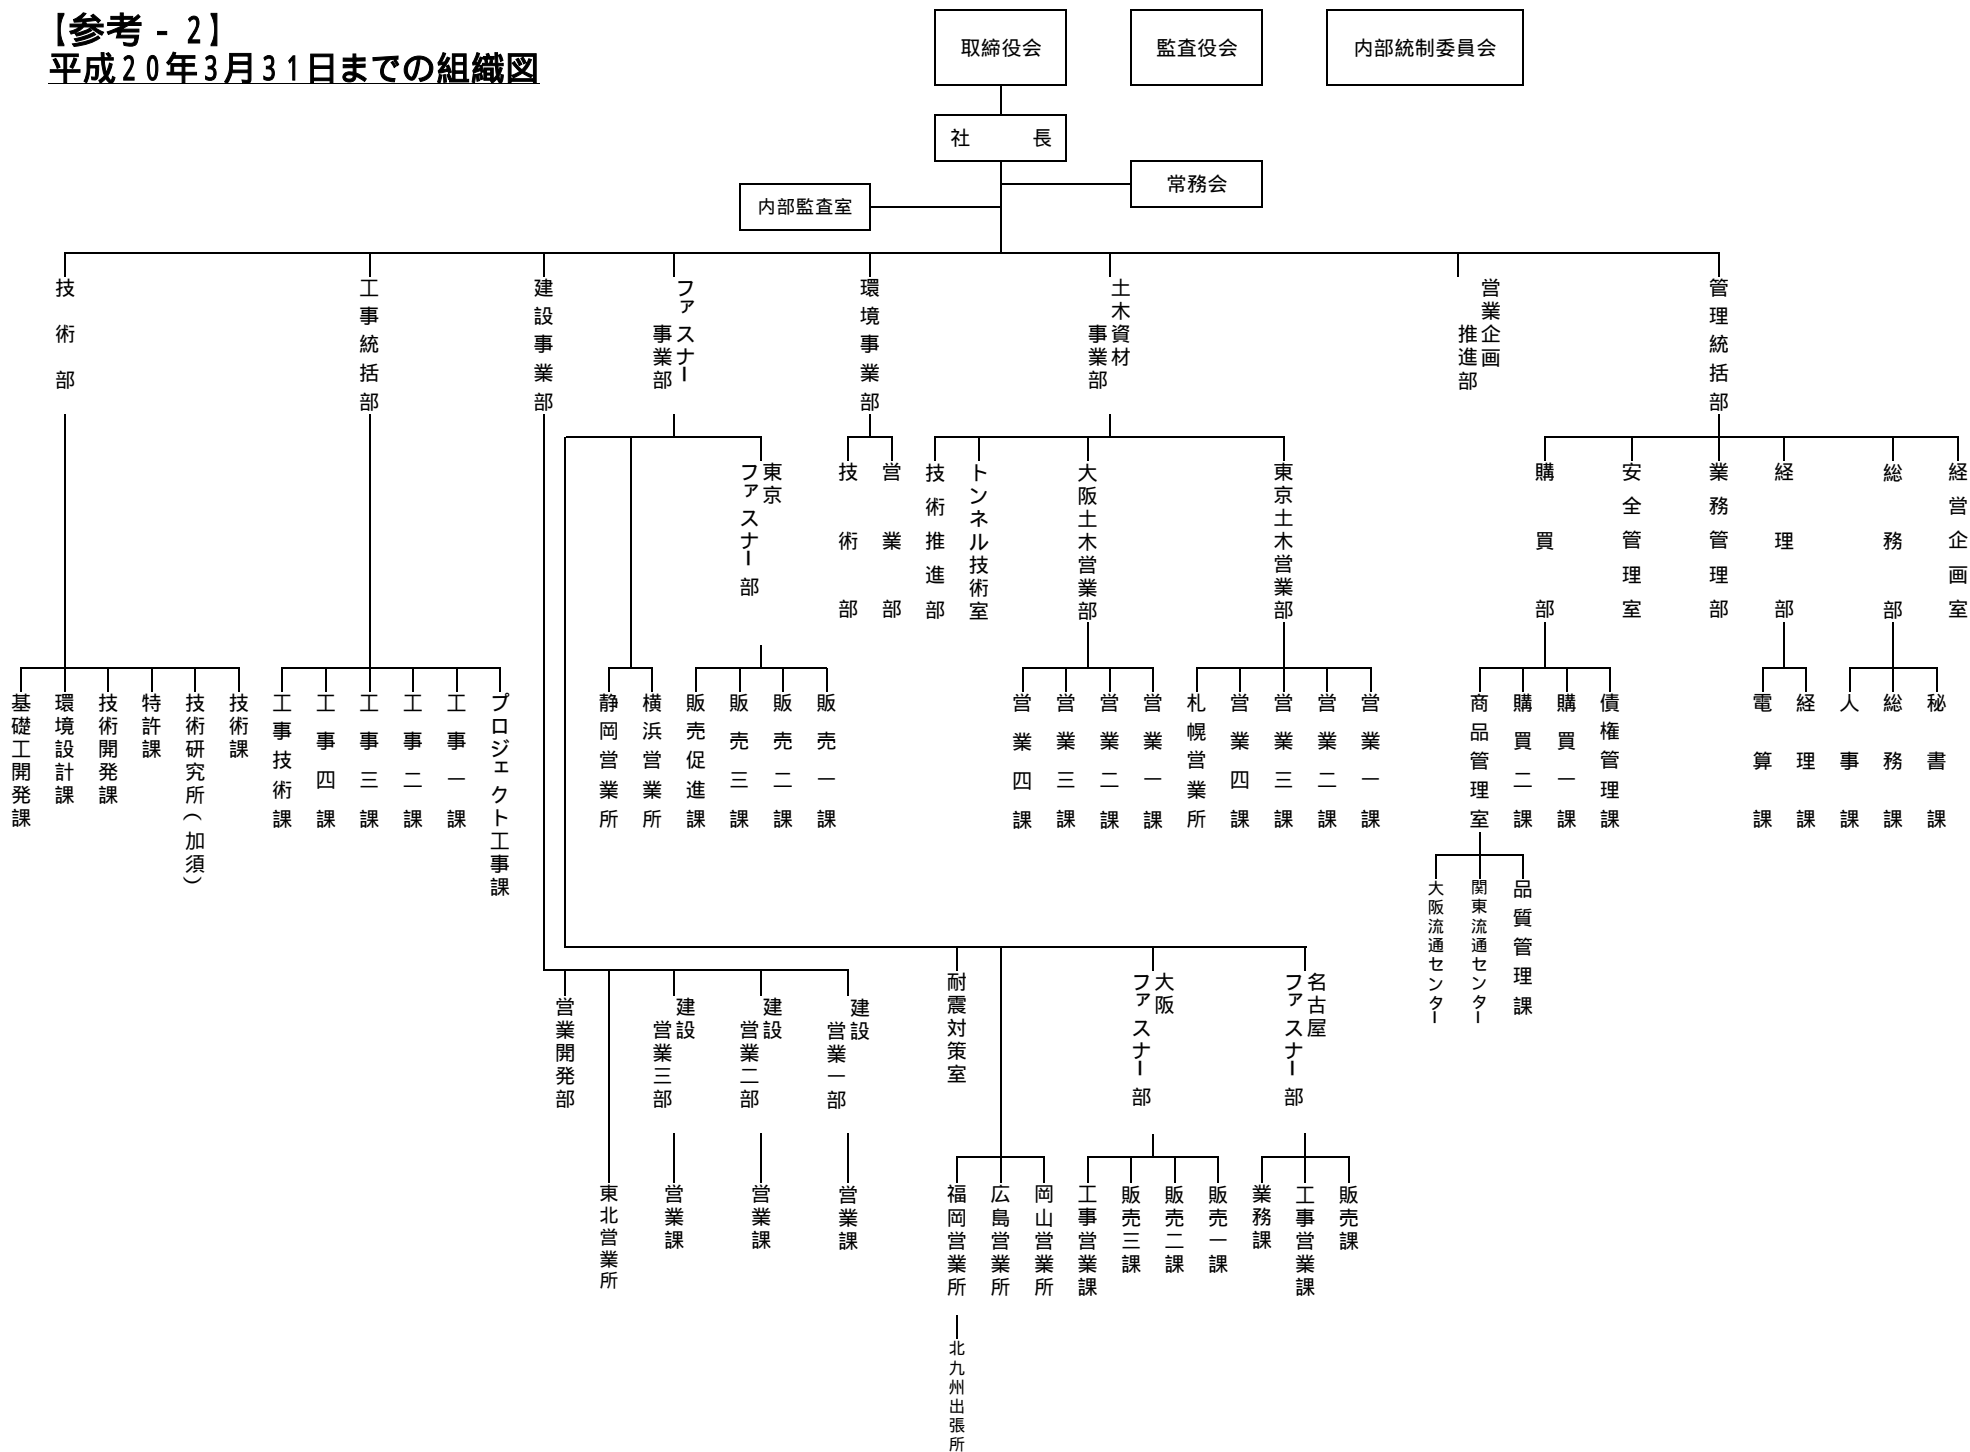 【参考－２】
平成２０年３月３１日までの組織図
取締役会
監査役会
内部統制委員会
社　長
常務会
内部監査室
技術部
工事統括部
建設事業部
ファスナー
事業部
環境事業部
土木資材
事業部
営業企画
推進部
管理統括部
東京
ファスナー部
技術部
営業部
技術推進部
トンネル技術室
大阪土木営業部
東京土木営業部
購買部
安全管理室
業務管理部
経理部
総務部
経営企画室
基礎工開発課
環境設計課
技術開発課
特許課
技術研究所（加須）
技術課
工事技術課
工事四課
工事三課
工事二課
工事一課
プロジェクト工事課
静岡営業所
横浜営業所
販売促進課
販売三課
販売二課
販売一課
営業四課
営業三課
営業二課
営業一課
札幌営業所
営業四課
営業三課
営業二課
営業一課
商品管理室
購買二課
購買一課
債権管理課
電算課
経理課
人事課
総務課
秘書課
大阪流通センター
関東流通センター
品質管理課
営業開発部
建設
営業三部
建設
営業二部
建設
営業一部
耐震対策室
大阪
ファスナー部
名古屋
ファスナー部
東北営業所
営業課
営業課
営業課
福岡営業所
広島営業所
岡山営業所
工事営業課
販売三課
販売二課
販売一課
業務課
工事営業課
販売課
北九州出張所